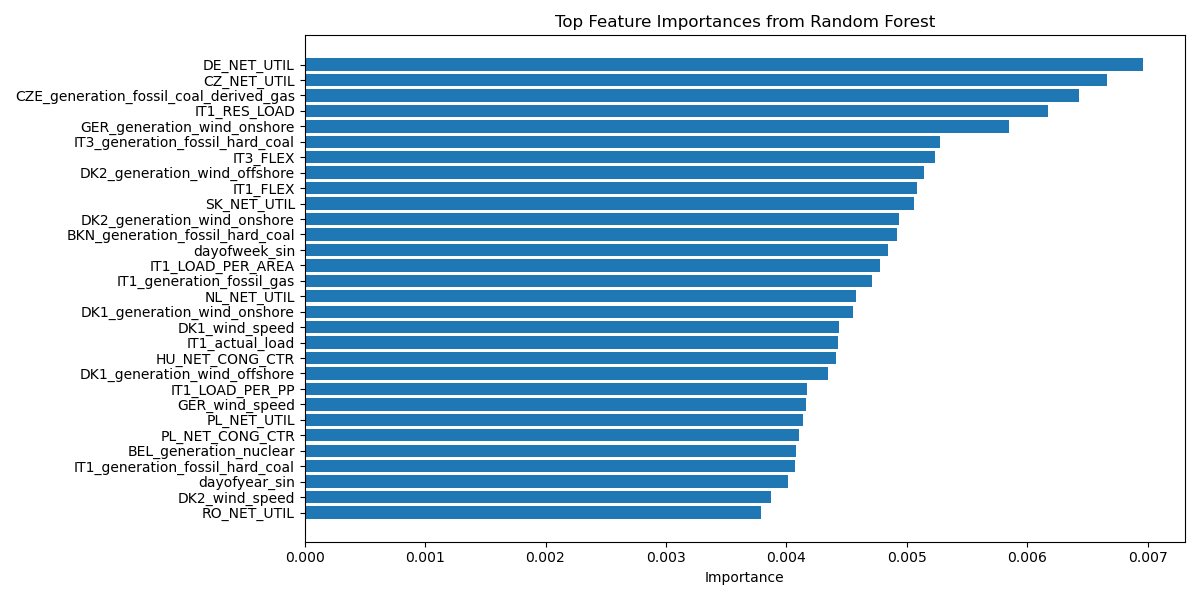 Top Feature Importances from Random Forest
DE_NET_UTIL
CZ_NET_UTIL
CZE_generation_fossil_coal_derived_gas
IT1_RES_LOAD
GER_generation_wind_onshore
IT3_generation_fossil_hard_coal
IT3_FLEX
DK2_generation_wind_offshore
IT1_FLEX
SK_NET_UTIL
DK2_generation_wind_onshore
BKN_generation_fossil_hard_coal
dayofweek_sin
IT1_LOAD_PER_AREA
IT1_generation_fossil_gas
NL_NET_UTIL
DK1_generation_wind_onshore
DK1_wind_speed
IT1_actual_load
HU_NET_CONG_CTR
DK1_generation_wind_offshore
IT1_LOAD_PER_PP
GER_wind_speed
PL_NET_UTIL
PL_NET_CONG_CTR
BEL_generation_nuclear
IT1_generation_fossil_hard_coal
dayofyear_sin
DK2_wind_speed
RO_NET_UTIL
0.000 0.001 0.002 0.003 0.004 0.005 0.006 0.007
Importance